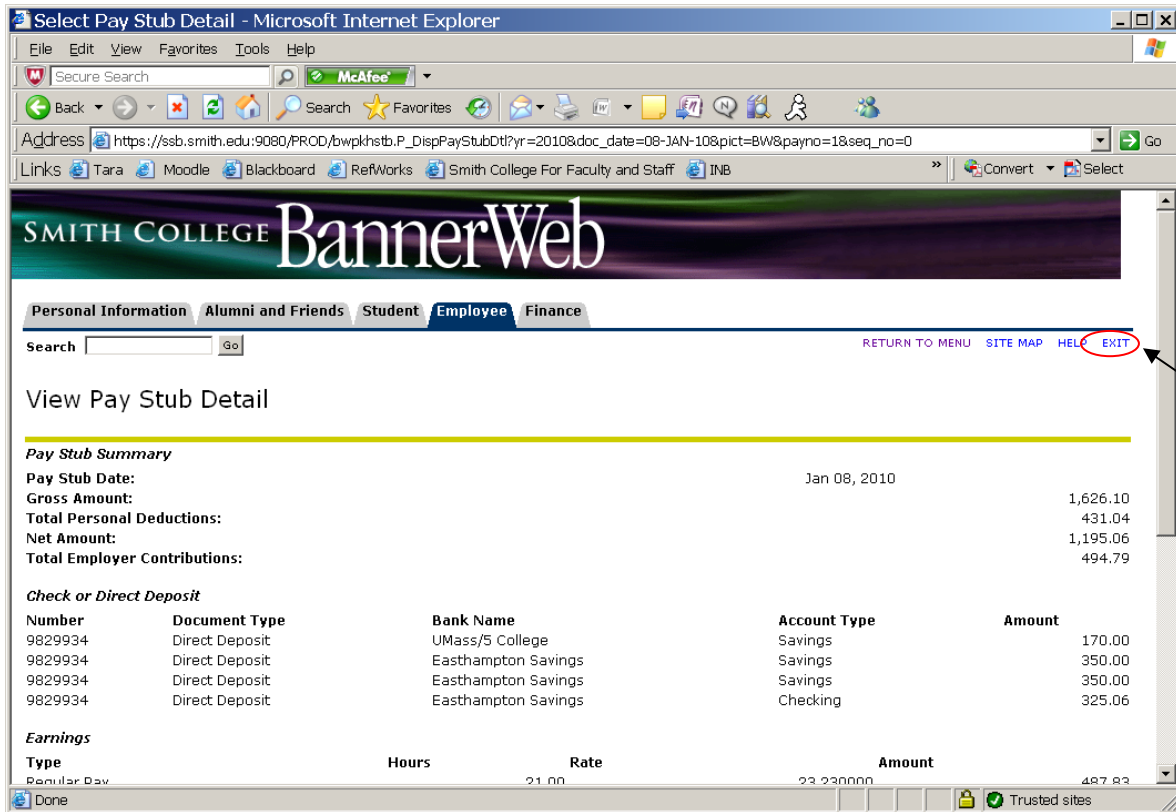 Select Pay Stub Detail - Microsoft Internet Explorer
File Edit View Favorites Tools Help
Secure Search McAfee
Back Search Favorites
Address https://ssb.smith.edu:9080/PROD/bwpkhstb.P_DispPayStubDtl?yr=2010&doc_date=08-JAN-10&pict=BW&payno=1&seq_no=0 Go
Links Tara Moodle Blackboard RefWorks Smith College For Faculty and Staff INB » Convert Select
SMITH COLLEGE BannerWeb
Personal Information Alumni and Friends Student Employee Finance
Search Go RETURN TO MENU SITE MAP HELP EXIT
View Pay Stub Detail
Pay Stub Summary
Pay Stub Date: Jan 08, 2010
Gross Amount: 1,626.10
Total Personal Deductions: 431.04
Net Amount: 1,195.06
Total Employer Contributions: 494.79
Check or Direct Deposit
Number Document Type Bank Name Account Type Amount
9829934 Direct Deposit UMass/5 College Savings 170.00
9829934 Direct Deposit Easthampton Savings Savings 350.00
9829934 Direct Deposit Easthampton Savings Savings 350.00
9829934 Direct Deposit Easthampton Savings Checking 325.06
Earnings
Type Hours Rate Amount
Regular Pay 21.00 23.230000 487.83
Done Trusted sites